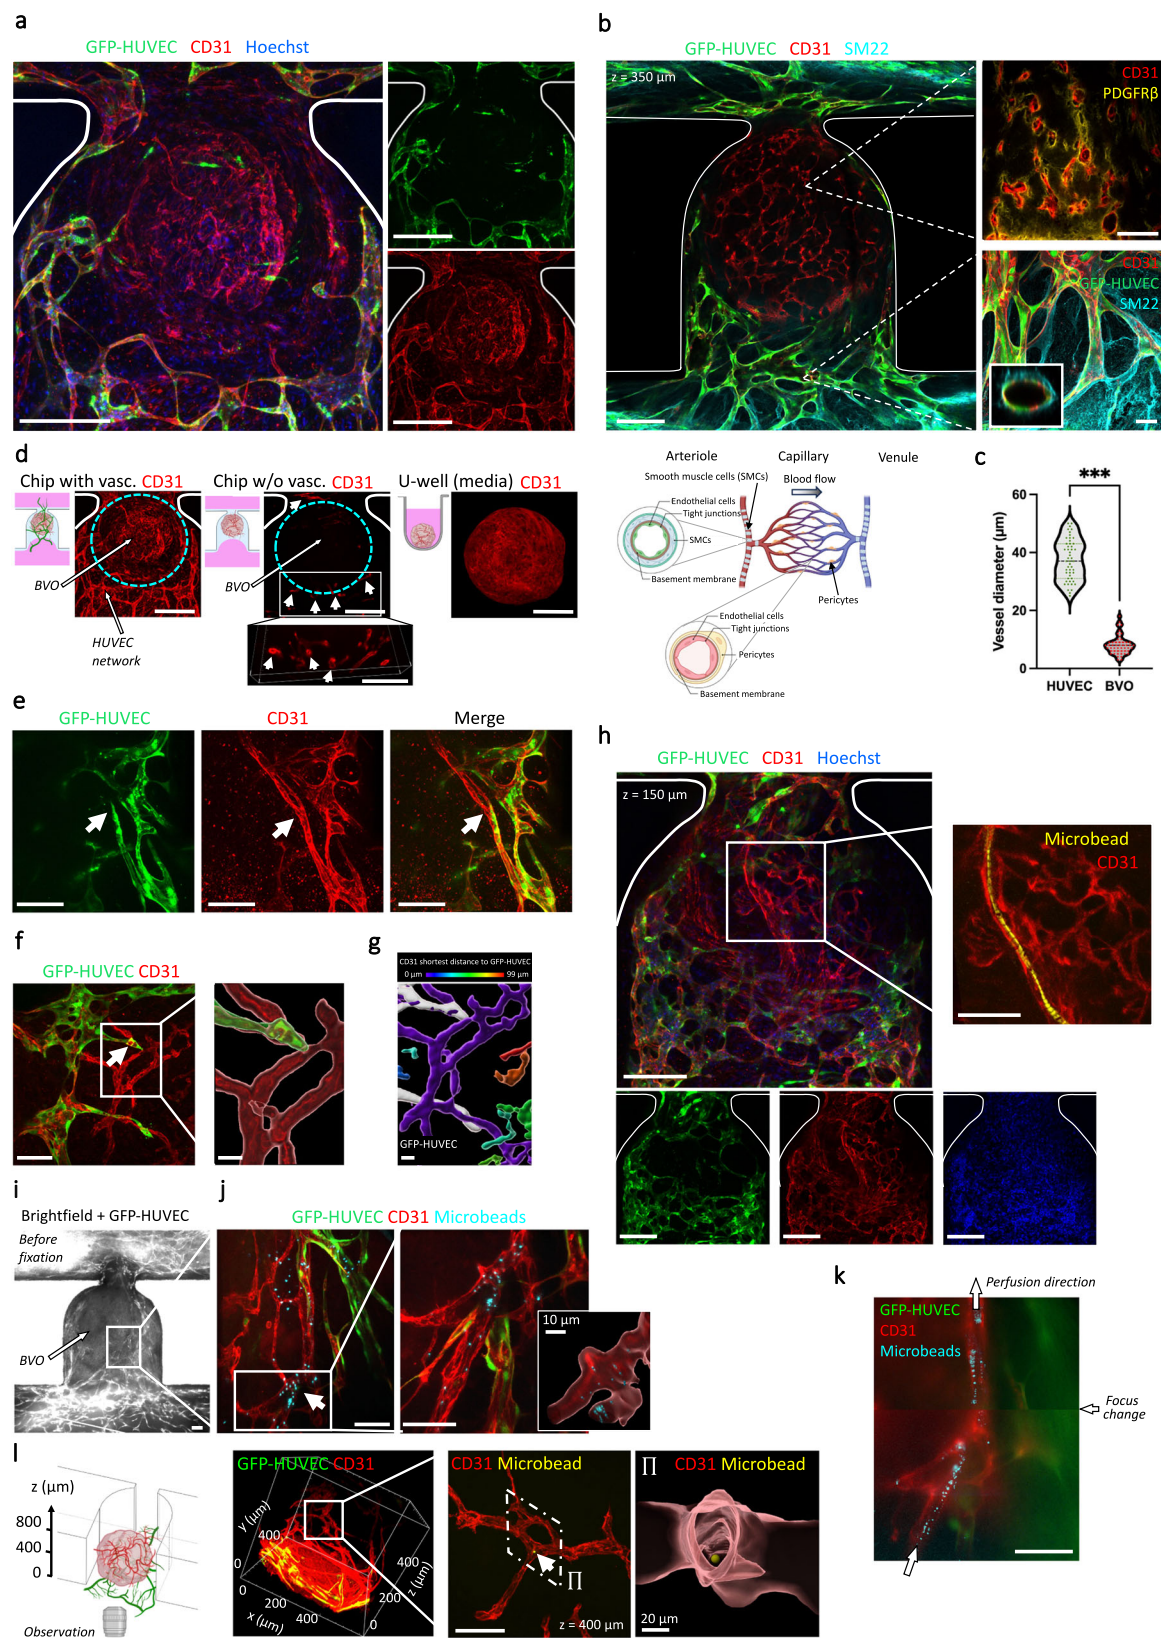 a
GFP-HUVEC CD31 Hoechst
b
GFP-HUVEC CD31 SM22
z = 350 µm
CD31
PDGFRβ
CD31
GFP-HUVEC
SM22
d
Chip with vasc. CD31
Chip w/o vasc. CD31
U-well (media) CD31
BVO
BVO
HUVEC
network
Arteriole
Capillary
Venule
Smooth muscle cells (SMCs)
Blood flow
Endothelial cells
Tight junctions
SMCs
Basement membrane
Pericytes
Endothelial cells
Tight junctions
Pericytes
Basement membrane
c
***
Vessel diameter (µm)
60
40
20
0
HUVEC BVO
e
GFP-HUVEC
CD31
Merge
f
GFP-HUVEC CD31
g
CD31 shortest distance to GFP-HUVEC
0 µm 99 µm
GFP-HUVEC
h
GFP-HUVEC CD31 Hoechst
z = 150 µm
Microbead
CD31
i
Brightfield + GFP-HUVEC
Before
fixation
BVO
j
GFP-HUVEC CD31 Microbeads
10 µm
k
Perfusion direction
GFP-HUVEC
CD31
Microbeads
Focus
change
l
z (µm)
800
400
0
Observation
GFP-HUVEC CD31
y (µm)
400
0
0
200
x (µm)
400
0
200
z (µm)
400
CD31 Microbead
∏
z = 400 µm
∏ CD31 Microbead
20 µm